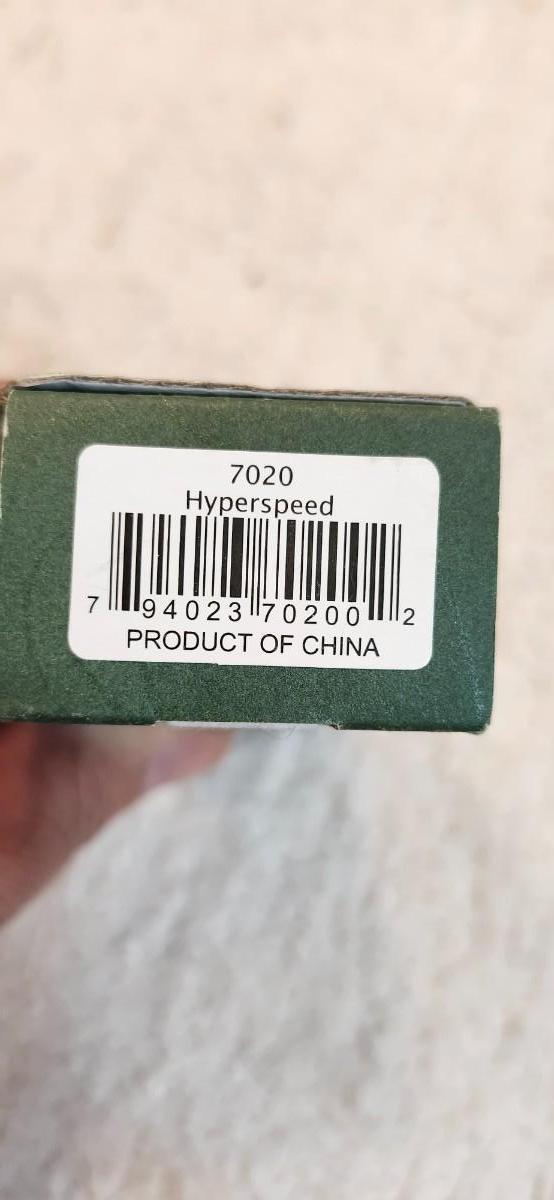 7020
Hyperspeed
7 94023 70200 2
PRODUCT OF CHINA